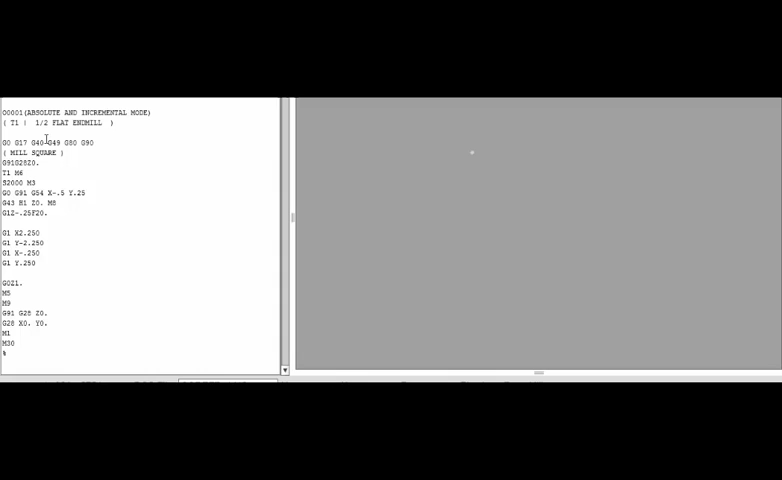 O0001(ABSOLUTE AND INCREMENTAL MODE)
( T1 |  1/2 FLAT ENDMILL  )
G0 G17 G40 G49 G80 G90
( MILL SQUARE )
G91G28Z0.
T1 M6
S2000 M3
G0 G91 G54 X-.5 Y.25
G43 H1 Z0. M8
G1Z-.25F20.
G1 X2.250
G1 Y-2.250
G1 X-.250
G1 Y.250
G0Z1.
M5
M9
G91 G28 Z0.
G28 X0. Y0.
M1
M30
%